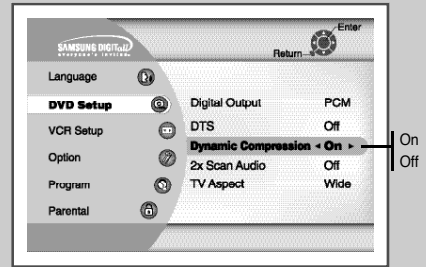 Enter
SAMSUNG DIGITall
everyone's invited
Return
Language
DVD Setup
Digital Output PCM
VCR Setup
DTS Off
Dynamic Compression ◂ On ▸
On
Off
Option
2x Scan Audio Off
Program
TV Aspect Wide
Parental